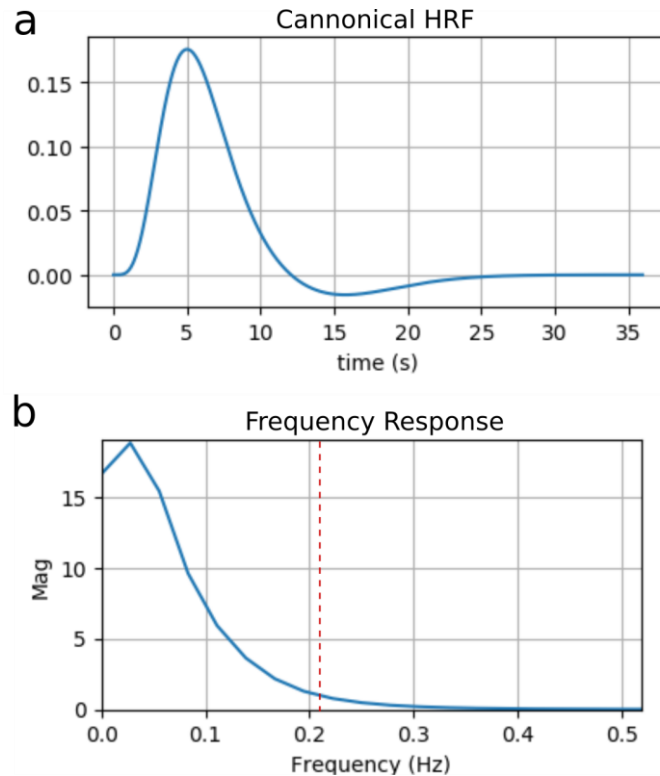 a
Cannonical HRF
0.15
0.10
0.05
0.00
0 5 10 15 20 25 30 35
time (s)
b
Frequency Response
15
10
5
0
Mag
0.0 0.1 0.2 0.3 0.4 0.5
Frequency (Hz)